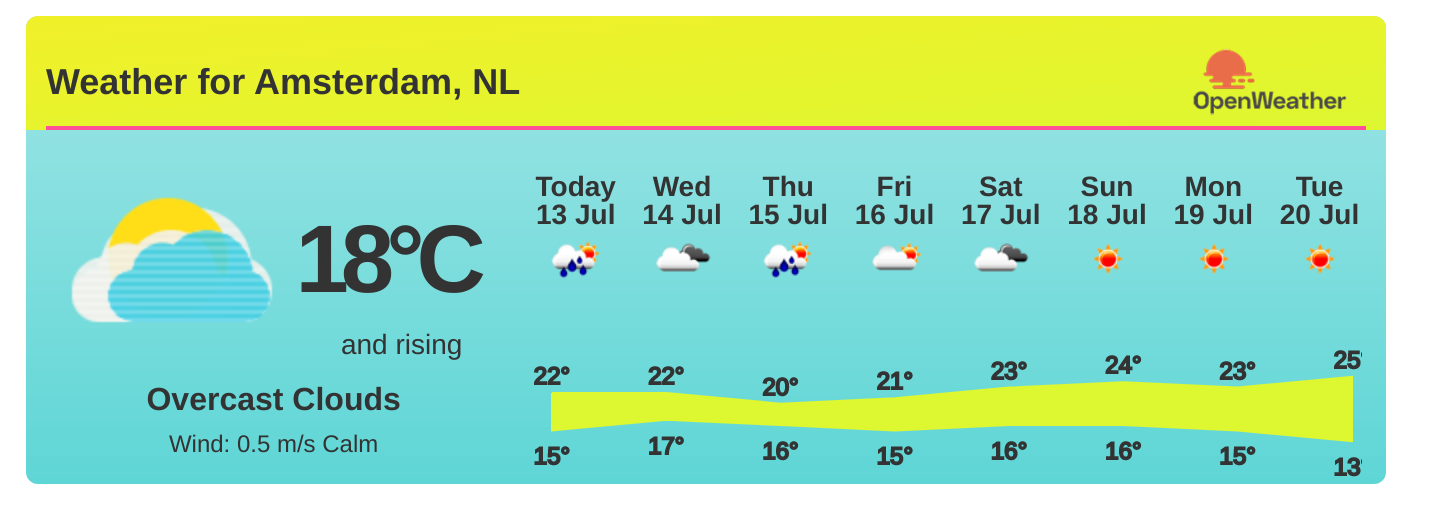 Weather for Amsterdam, NL
OpenWeather
18°C
and rising
Overcast Clouds
Wind: 0.5 m/s Calm
Today Wed Thu Fri Sat Sun Mon Tue
13 Jul 14 Jul 15 Jul 16 Jul 17 Jul 18 Jul 19 Jul 20 Jul
22° 22° 20° 21° 23° 24° 23° 25°
15° 17° 16° 15° 16° 16° 15° 13°